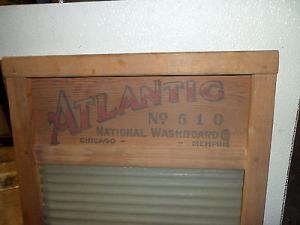 ATLANTIC
No 510
NATIONAL WASHBOARD Co
CHICAGO - - MEMPHIS